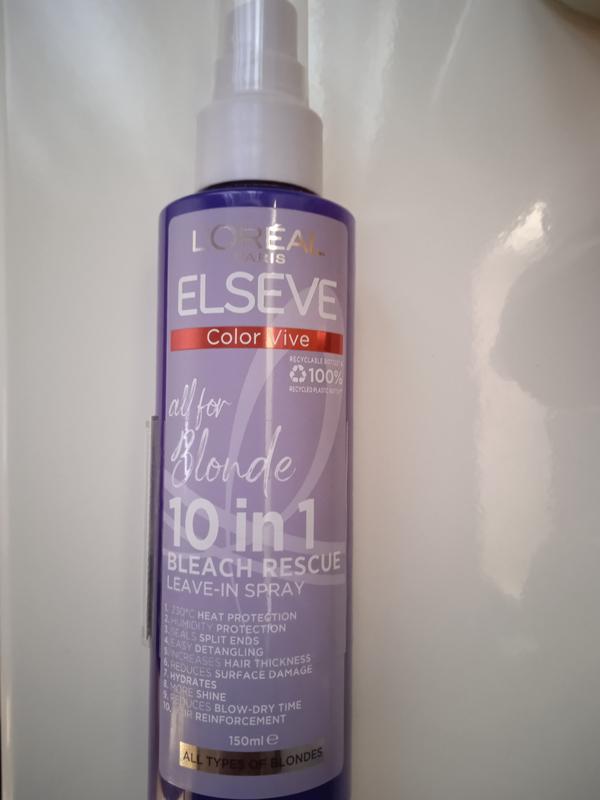 L'ORÉAL
PARIS
ELSEVE
Color Vive
RECYCLABLE BOTTLE
100%
RECYCLED PLASTIC BOTTLE
all for
Blonde
10 in 1
BLEACH RESCUE
LEAVE-IN SPRAY
1. 230°C HEAT PROTECTION
2. HUMIDITY PROTECTION
3. SEALS SPLIT ENDS
4. EASY DETANGLING
5. INCREASES HAIR THICKNESS
6. REDUCES SURFACE DAMAGE
7. HYDRATES
8. MORE SHINE
9. REDUCES BLOW-DRY TIME
10. HAIR REINFORCEMENT
150ml ℮
ALL TYPES OF BLONDES